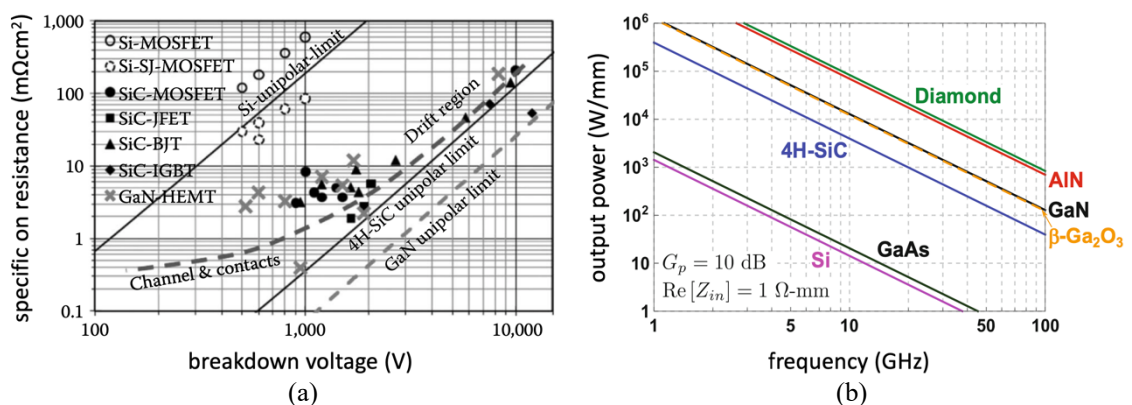 specific on resistance (mΩcm²)
1,000
100
10
1
0.1
Si-MOSFET
Si-SJ-MOSFET
SiC-MOSFET
SiC-JFET
SiC-BJT
SiC-IGBT
GaN-HEMT
Si-unipolar-limit
Drift region
4H-SiC unipolar limit
GaN unipolar limit
Channel & contacts
100
1,000
10,000
breakdown voltage (V)
(a)
output power (W/mm)
10⁶
10⁵
10⁴
10³
10²
10
1
Diamond
4H-SiC
AlN
GaN
β-Ga₂O₃
GaAs
Si
Gₚ = 10 dB
Re [Zᵢₙ] = 1 Ω-mm
1
5
10
50
100
frequency (GHz)
(b)